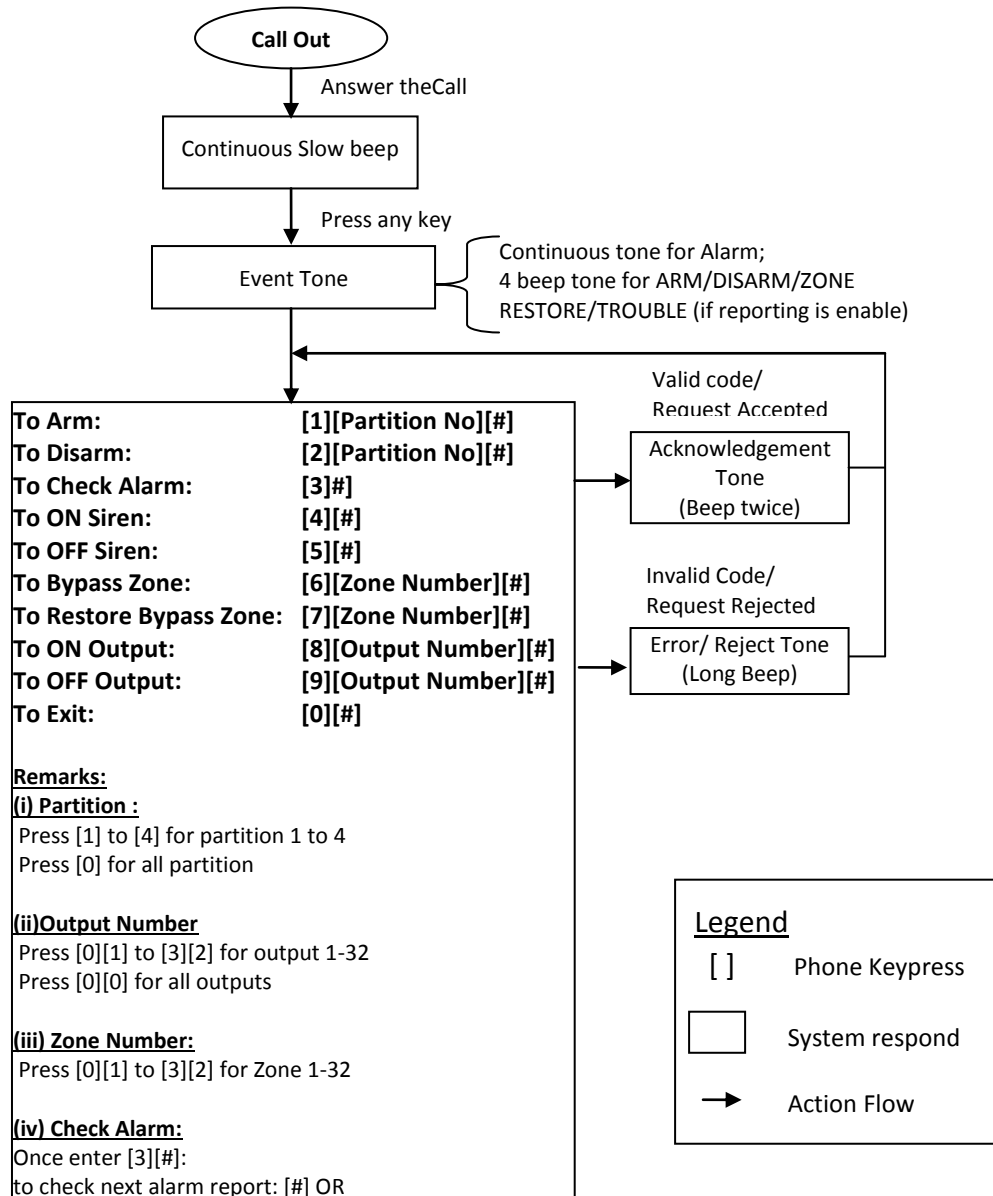 Call Out
Answer theCall
Continuous Slow beep
Press any key
Event Tone
Continuous tone for Alarm;
4 beep tone for ARM/DISARM/ZONE
RESTORE/TROUBLE (if reporting is enable)
To Arm: [1][Partition No][#]
To Disarm: [2][Partition No][#]
To Check Alarm: [3]#]
To ON Siren: [4][#]
To OFF Siren: [5][#]
To Bypass Zone: [6][Zone Number][#]
To Restore Bypass Zone: [7][Zone Number][#]
To ON Output: [8][Output Number][#]
To OFF Output: [9][Output Number][#]
To Exit: [0][#]
Valid code/
Request Accepted
Acknowledgement
Tone
(Beep twice)
Invalid Code/
Request Rejected
Error/ Reject Tone
(Long Beep)
Remarks:
(i) Partition :
Press [1] to [4] for partition 1 to 4
Press [0] for all partition
(ii)Output Number
Press [0][1] to [3][2] for output 1-32
Press [0][0] for all outputs
(iii) Zone Number:
Press [0][1] to [3][2] for Zone 1-32
(iv) Check Alarm:
Once enter [3][#]:
to check next alarm report: [#] OR
Legend
[ ] Phone Keypress
System respond
Action Flow